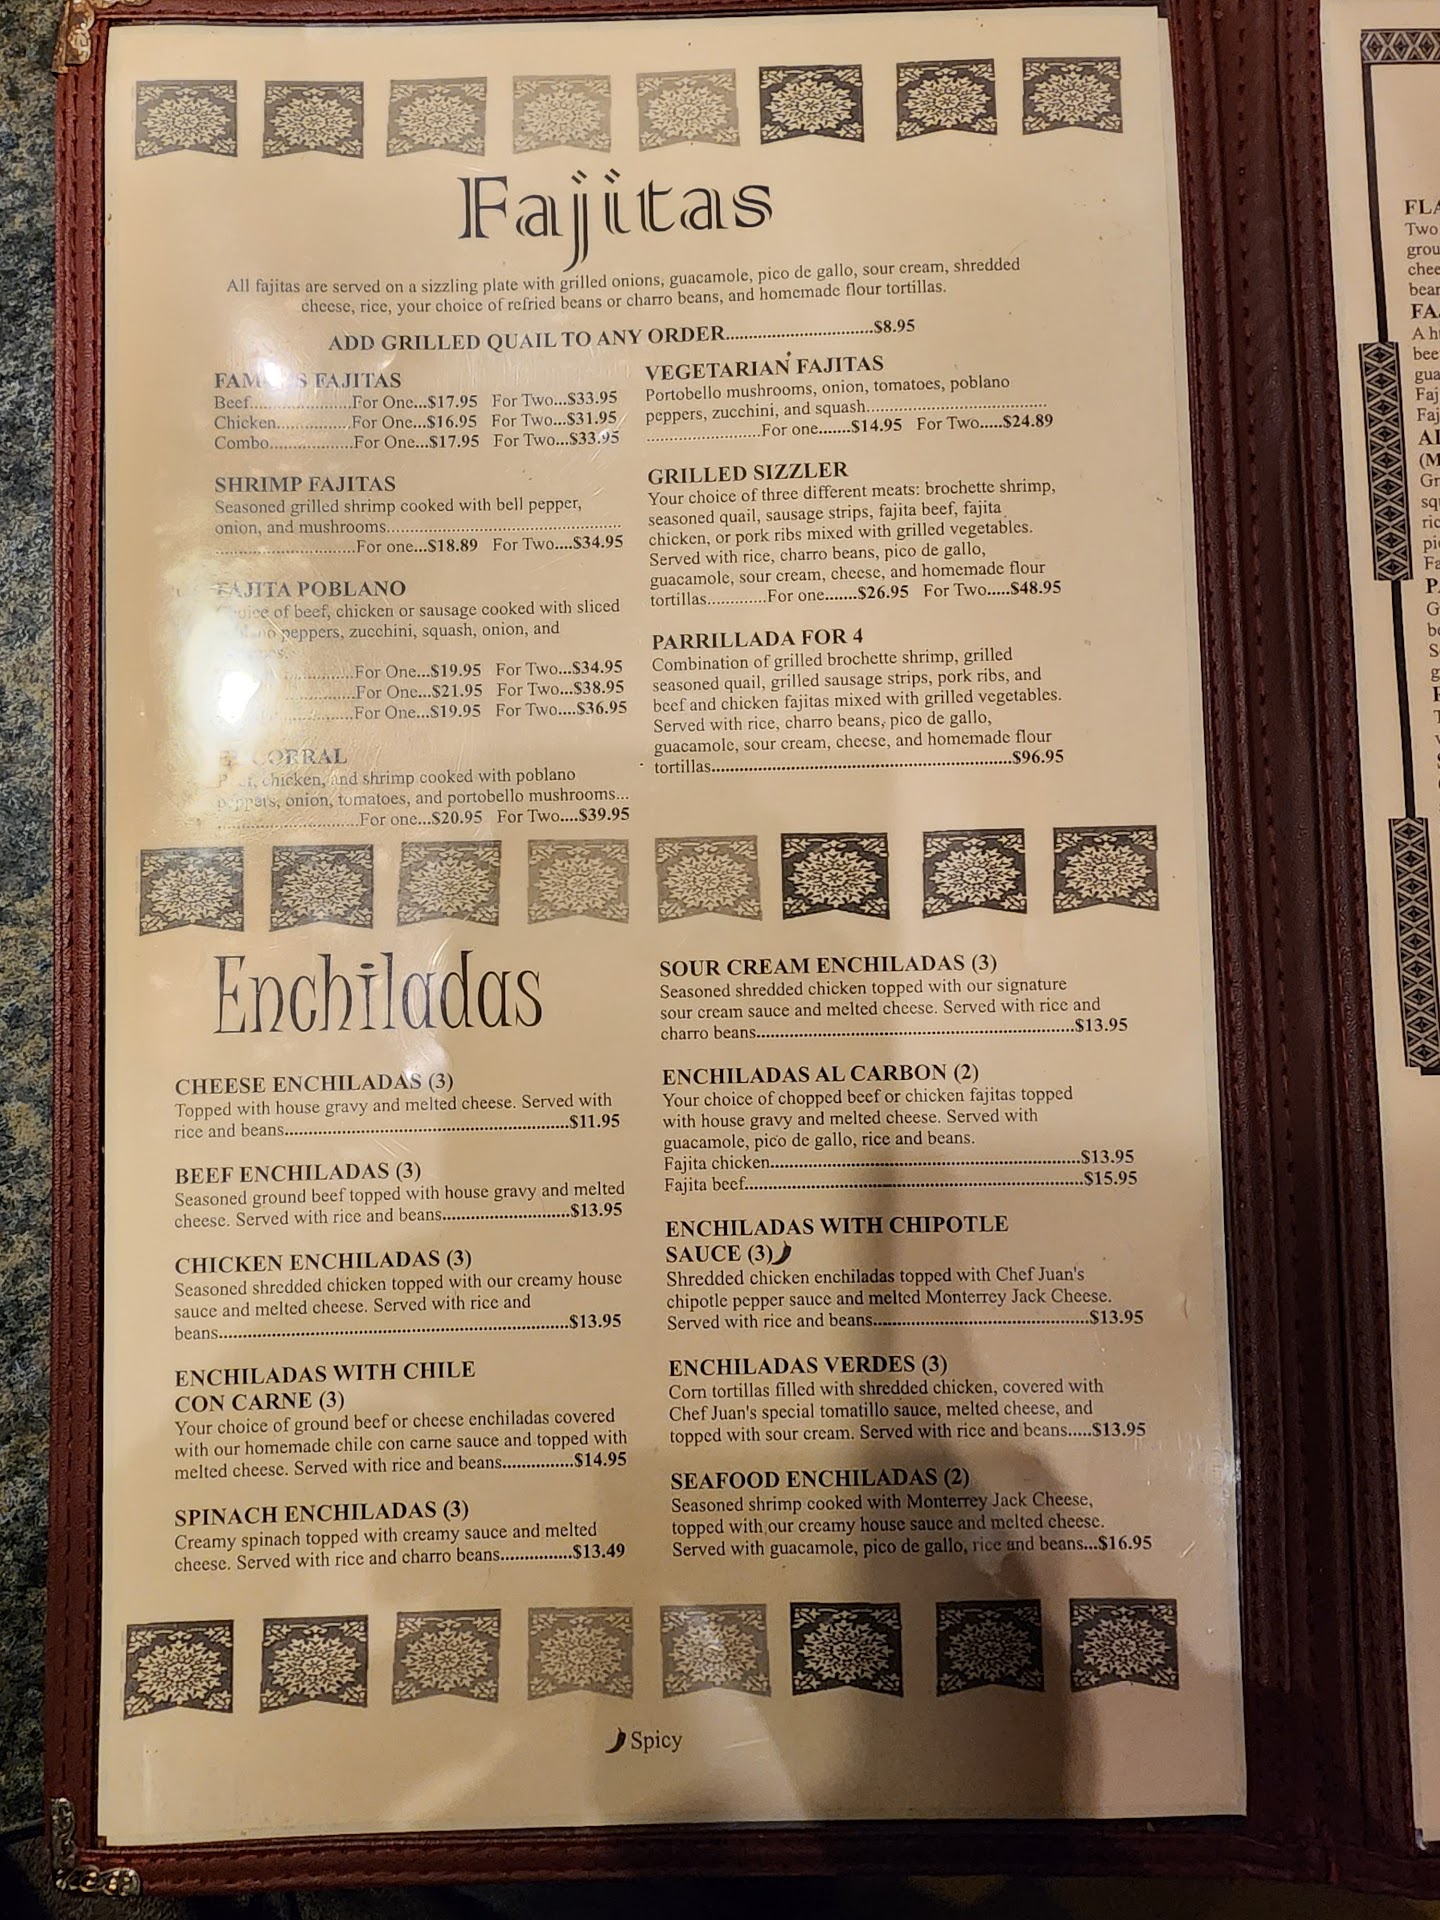 Fajitas
All fajitas are served on a sizzling plate with grilled onions, guacamole, pico de gallo, sour cream, shredded
cheese, rice, your choice of refried beans or charro beans, and homemade flour tortillas.
ADD GRILLED QUAIL TO ANY ORDER..............................$8.95
FAJITAS
Beef....................For One...$17.95 For Two...$33.95
Chicken...............For One...$16.95 For Two...$31.95
Combo................For One...$17.95 For Two...$33.95
SHRIMP FAJITAS
Seasoned grilled shrimp cooked with bell pepper,
onion, and mushrooms..............................................
...........................For one...$18.89 For Two....$34.95
FAJITA POBLANO
Choice of beef, chicken or sausage cooked with sliced
peppers, zucchini, squash, onion, and
................For One...$19.95 For Two...$34.95
................For One...$21.95 For Two...$38.95
................For One...$19.95 For Two....$36.95
CORRAL
chicken, and shrimp cooked with poblano
peppers, onion, tomatoes, and portobello mushrooms...
...........................For one...$20.95 For Two....$39.95
VEGETARIAN FAJITAS
Portobello mushrooms, onion, tomatoes, poblano
peppers, zucchini, and squash...................................
......................For one.......$14.95 For Two.....$24.89
GRILLED SIZZLER
Your choice of three different meats: brochette shrimp,
seasoned quail, sausage strips, fajita beef, fajita
chicken, or pork ribs mixed with grilled vegetables.
Served with rice, charro beans, pico de gallo,
guacamole, sour cream, cheese, and homemade flour
tortillas............For one.......$26.95 For Two.....$48.95
PARRILLADA FOR 4
Combination of grilled brochette shrimp, grilled
seasoned quail, grilled sausage strips, pork ribs, and
beef and chicken fajitas mixed with grilled vegetables.
Served with rice, charro beans, pico de gallo,
guacamole, sour cream, cheese, and homemade flour
tortillas............................................................$96.95
Enchiladas
CHEESE ENCHILADAS (3)
Topped with house gravy and melted cheese. Served with
rice and beans.........................................................$11.95
BEEF ENCHILADAS (3)
Seasoned ground beef topped with house gravy and melted
cheese. Served with rice and beans..........................$13.95
CHICKEN ENCHILADAS (3)
Seasoned shredded chicken topped with our creamy house
sauce and melted cheese. Served with rice and
beans......................................................................$13.95
ENCHILADAS WITH CHILE
CON CARNE (3)
Your choice of ground beef or cheese enchiladas covered
with our homemade chile con carne sauce and topped with
melted cheese. Served with rice and beans...............$14.95
SPINACH ENCHILADAS (3)
Creamy spinach topped with creamy sauce and melted
cheese. Served with rice and charro beans...............$13.49
SOUR CREAM ENCHILADAS (3)
Seasoned shredded chicken topped with our signature
sour cream sauce and melted cheese. Served with rice and
charro beans................................................................$13.95
ENCHILADAS AL CARBON (2)
Your choice of chopped beef or chicken fajitas topped
with house gravy and melted cheese. Served with
guacamole, pico de gallo, rice and beans.
Fajita chicken..............................................................$13.95
Fajita beef...................................................................$15.95
ENCHILADAS WITH CHIPOTLE
SAUCE (3)
Shredded chicken enchiladas topped with Chef Juan's
chipotle pepper sauce and melted Monterrey Jack Cheese.
Served with rice and beans...........................................$13.95
ENCHILADAS VERDES (3)
Corn tortillas filled with shredded chicken, covered with
Chef Juan's special tomatillo sauce, melted cheese, and
topped with sour cream. Served with rice and beans.....$13.95
SEAFOOD ENCHILADAS (2)
Seasoned shrimp cooked with Monterrey Jack Cheese,
topped with our creamy house sauce and melted cheese.
Served with guacamole, pico de gallo, rice and beans...$16.95
Spicy
Two